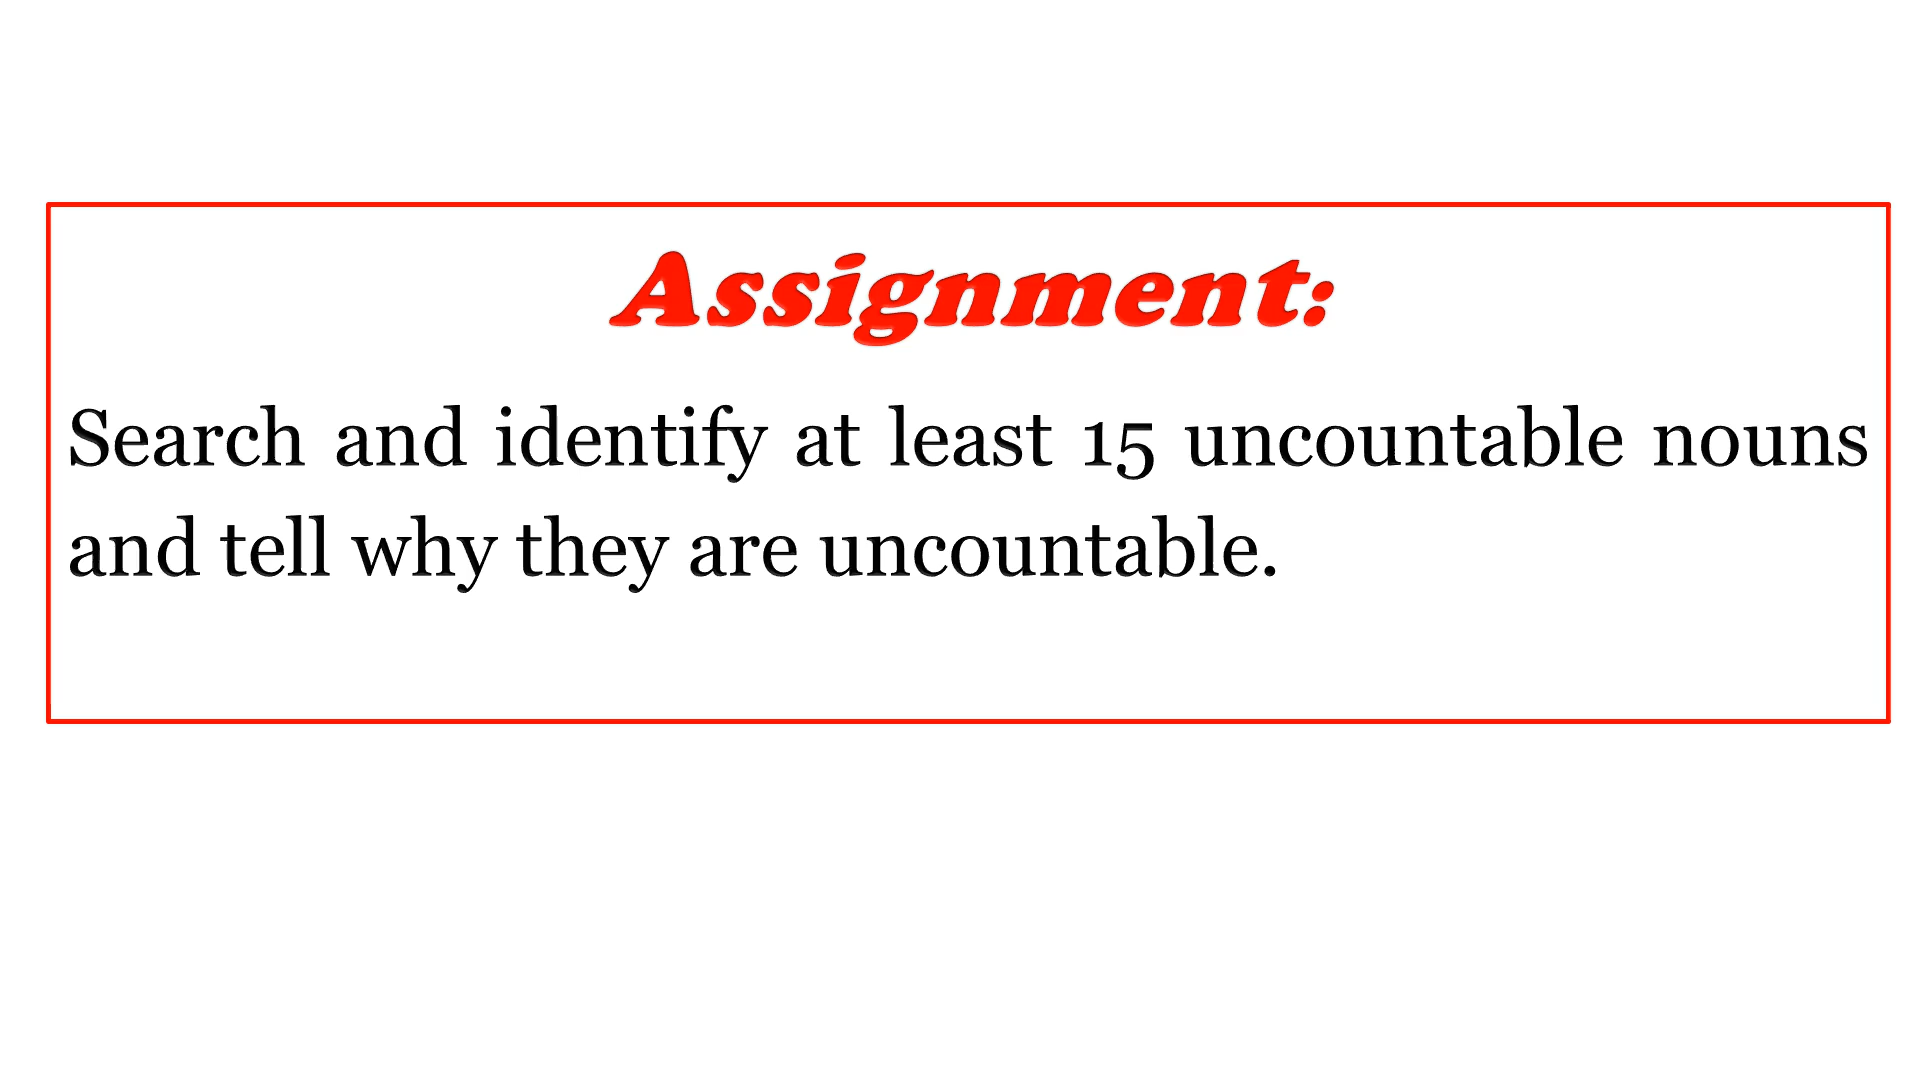 Assignment:
Search and identify at least 15 uncountable nouns
and tell why they are uncountable.